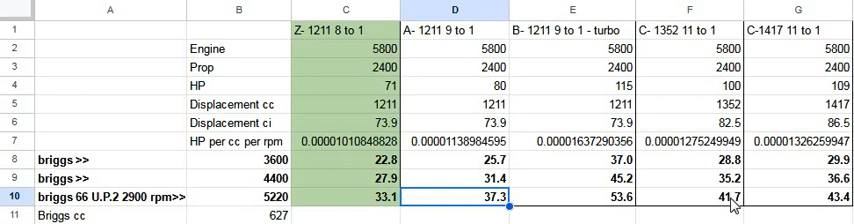 A B C D E F G
1 Z- 1211 8 to 1 A- 1211 9 to 1 B- 1211 9 to 1 - turbo C- 1352 11 to 1 C-1417 11 to 1
2 Engine 5800 5800 5800 5800 5800
3 Prop 2400 2400 2400 2400 2400
4 HP 71 80 115 100 109
5 Displacement cc 1211 1211 1211 1352 1417
6 Displacement ci 73.9 73.9 73.9 82.5 86.5
7 HP per cc per rpm 0.00001010848828 0.00001138984595 0.00001637290356 0.00001275249949 0.00001326259947
8 briggs >> 3600 22.8 25.7 37.0 28.8 29.9
9 briggs >> 4400 27.9 31.4 45.2 35.2 36.6
10 briggs 66 U.P.2 2900 rpm>> 5220 33.1 37.3 53.6 41.7 43.4
11 Briggs cc 627